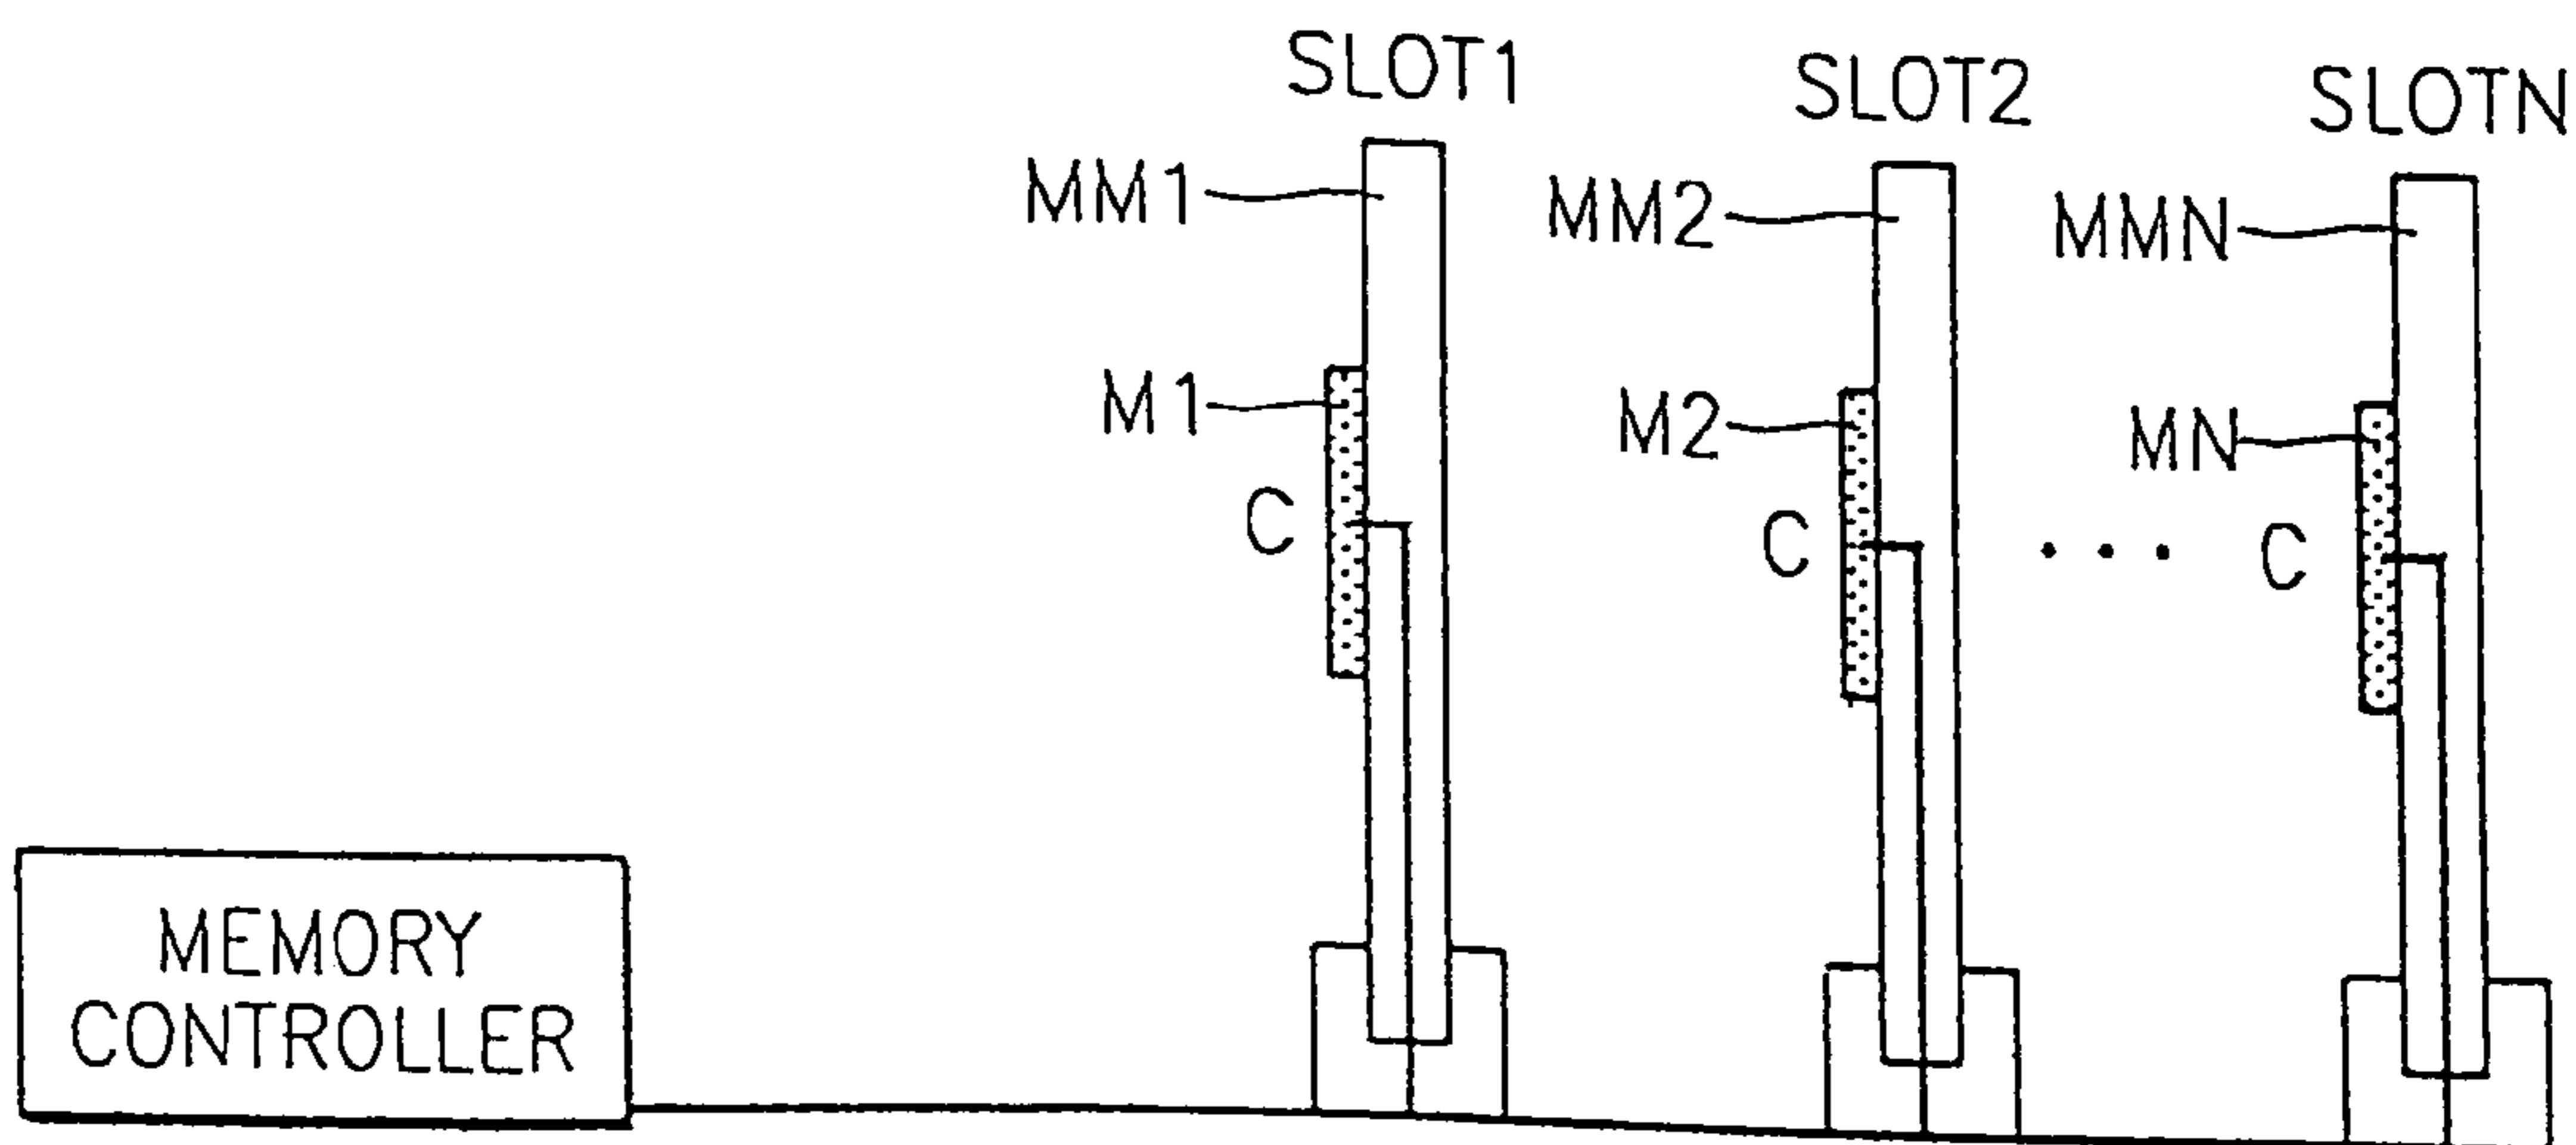 SLOT1
SLOT2
SLOTN
MM1
MM2
MMN
M1
M2
MN
C
C
C
MEMORY
CONTROLLER